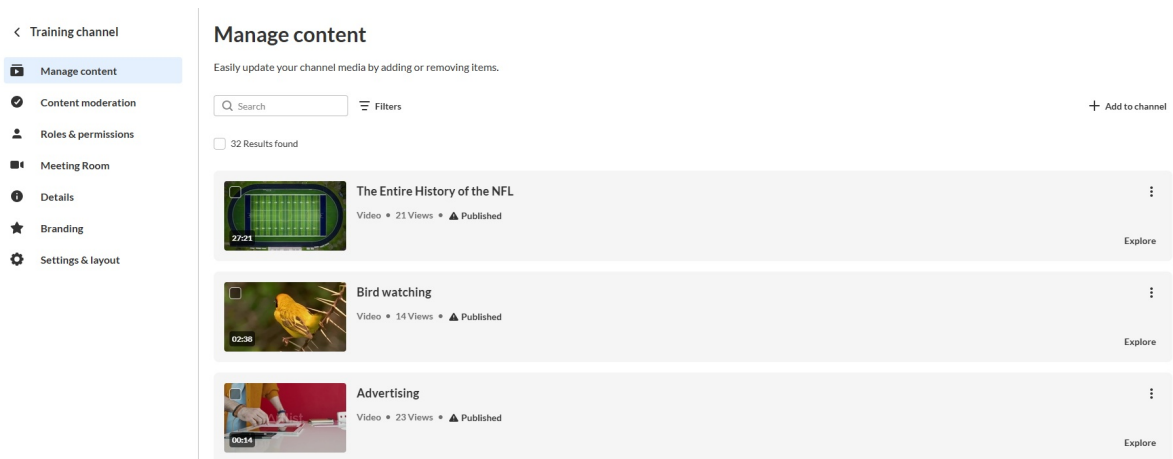 Training channel
Manage content
Content moderation
Roles & permissions
Meeting Room
Details
Branding
Settings & layout
Manage content
Easily update your channel media by adding or removing items.
Search
Filters
Add to channel
32 Results found
The Entire History of the NFL
Video • 21 Views • Published
27:21
Explore
Bird watching
Video • 14 Views • Published
02:38
Explore
Advertising
Video • 23 Views • Published
00:14
Explore